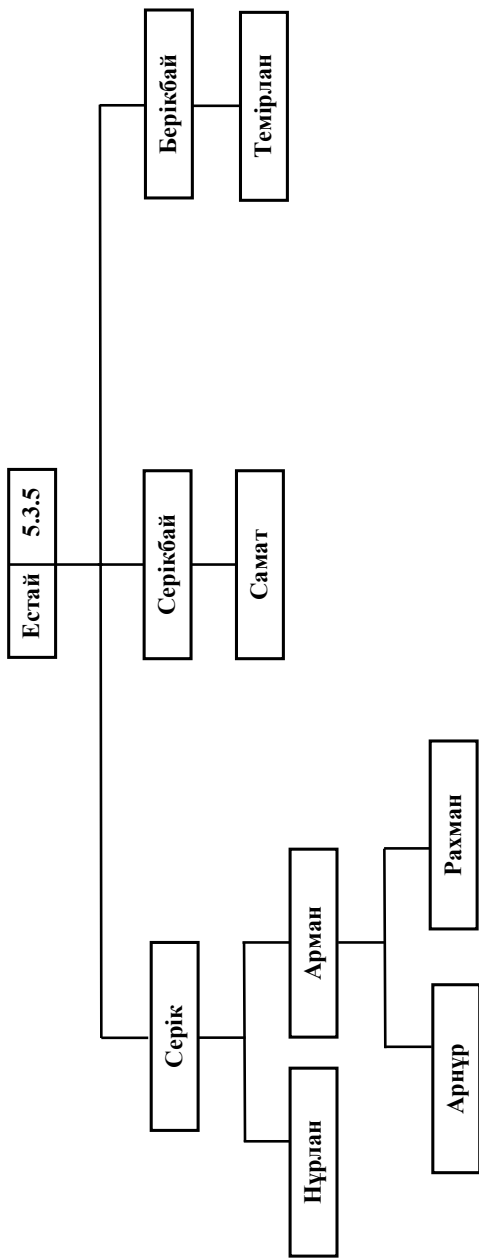 Естай 5.3.5
Серік
Серікбай
Берікбай
Нұрлан
Арман
Самат
Темірлан
Арнұр
Рахман